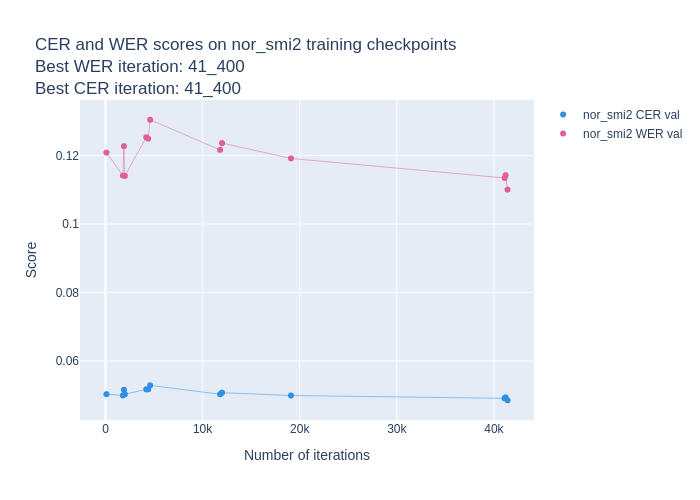 CER and WER scores on nor_smi2 training checkpoints
Best WER iteration: 41_400
Best CER iteration: 41_400
nor_smi2 CER val
nor_smi2 WER val
0.12
0.1
0.08
0.06
Score
0
10k
20k
30k
40k
Number of iterations